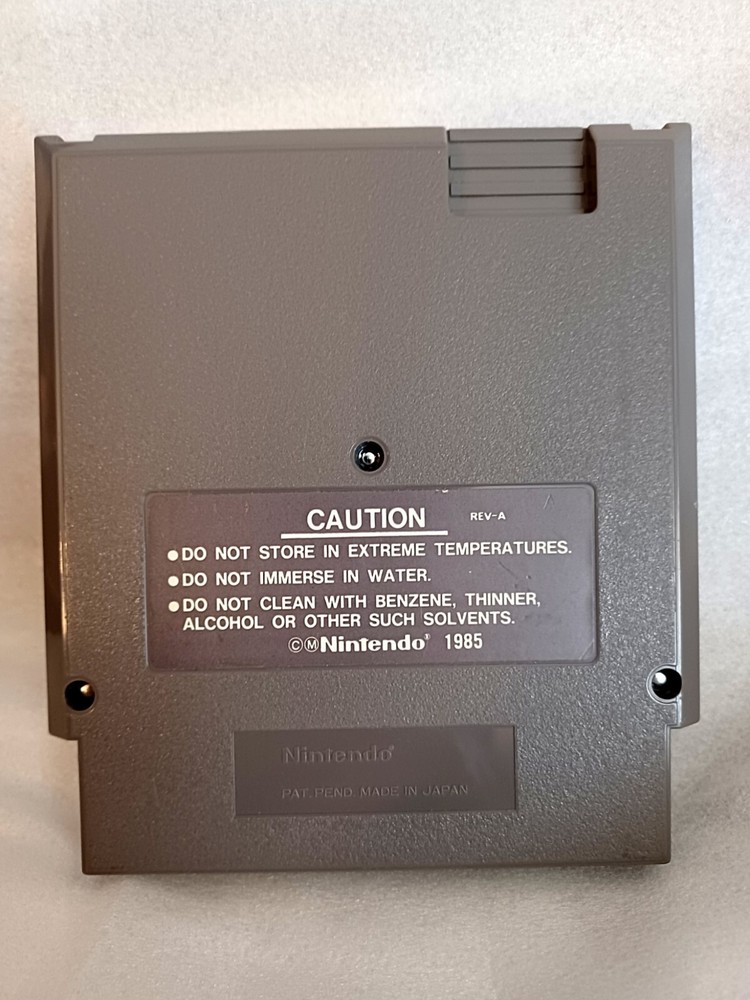 CAUTION REV-A
●DO NOT STORE IN EXTREME TEMPERATURES.
●DO NOT IMMERSE IN WATER.
●DO NOT CLEAN WITH BENZENE, THINNER,
ALCOHOL OR OTHER SUCH SOLVENTS.
©ⓂNintendo® 1985
Nintendo®
PAT. PEND. MADE IN JAPAN